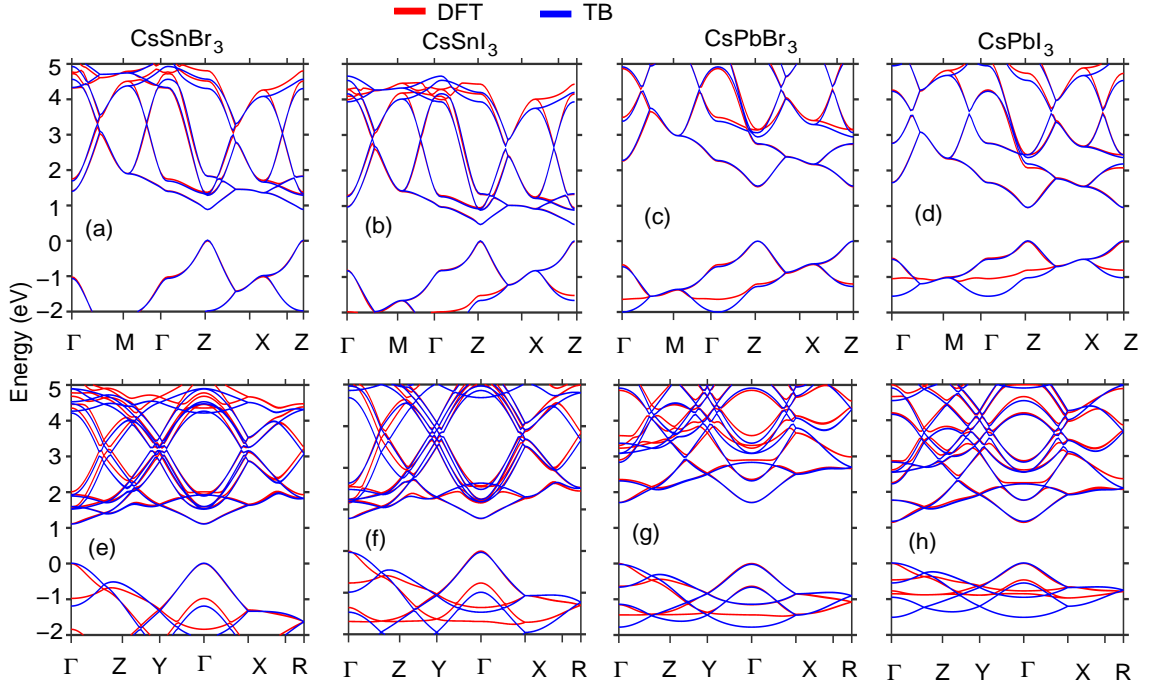 DFT TB
CsSnBr3 CsSnI3 CsPbBr3 CsPbI3
Energy (eV)
5
4
3
2
1
0
−1
−2
(a) (b) (c) (d)
Γ M Γ Z X Z Γ M Γ Z X Z Γ M Γ Z X Z Γ M Γ Z X Z
5
4
3
2
1
0
−1
−2
(e) (f) (g) (h)
Γ Z Y Γ X R Γ Z Y Γ X R Γ Z Y Γ X R Γ Z Y Γ X R